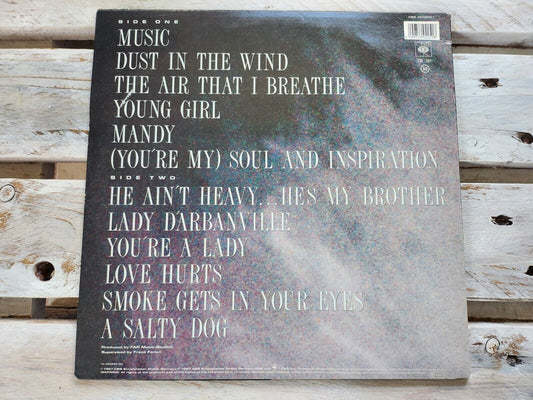 SIDE ONE
MUSIC
DUST IN THE WIND
THE AIR THAT I BREATHE
YOUNG GIRL
MANDY
(YOU'RE MY) SOUL AND INSPIRATION
SIDE TWO
HE AIN'T HEAVY...HE'S MY BROTHER
LADY D'ARBANVILLE
YOU'RE A LADY
LOVE HURTS
SMOKE GETS IN YOUR EYES
A SALTY DOG
Produced by FAR Music-Studios
Supervised by Frank Farian